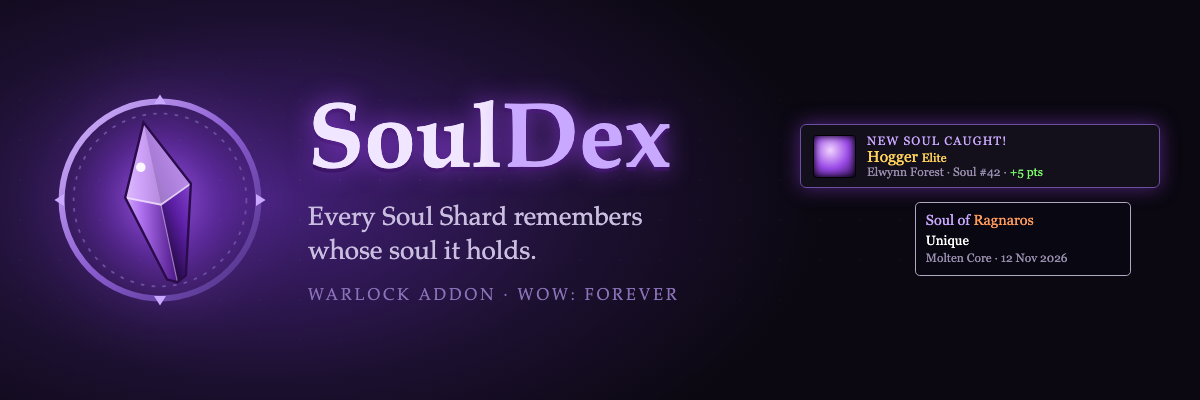 SoulDex
Every Soul Shard remembers
whose soul it holds.
WARLOCK ADDON · WOW: FOREVER
NEW SOUL CAUGHT!
Hogger Elite
Elwynn Forest · Soul #42 · +5 pts
Soul of Ragnaros
Unique
Molten Core · 12 Nov 2026